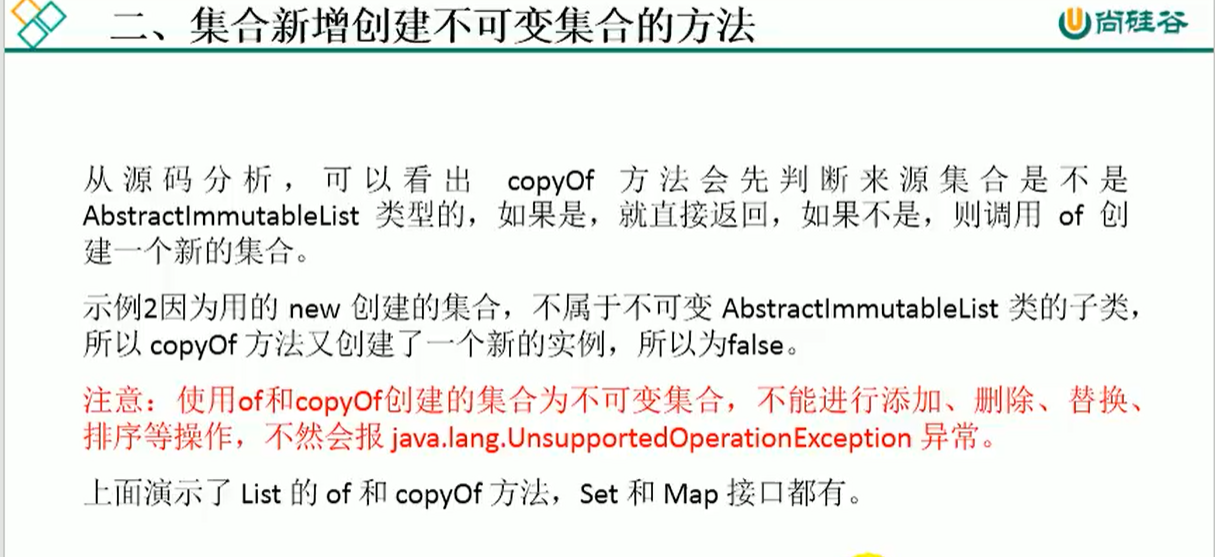 二、集合新增创建不可变集合的方法
尚硅谷
从源码分析，可以看出 copyOf 方法会先判断来源集合是不是
AbstractImmutableList 类型的，如果是，就直接返回，如果不是，则调用 of 创
建一个新的集合。
示例2因为用的 new 创建的集合，不属于不可变 AbstractImmutableList 类的子类，
所以 copyOf 方法又创建了一个新的实例，所以为false。
注意：使用of和copyOf创建的集合为不可变集合，不能进行添加、删除、替换、
排序等操作，不然会报 java.lang.UnsupportedOperationException 异常。
上面演示了 List 的 of 和 copyOf 方法，Set 和 Map 接口都有。